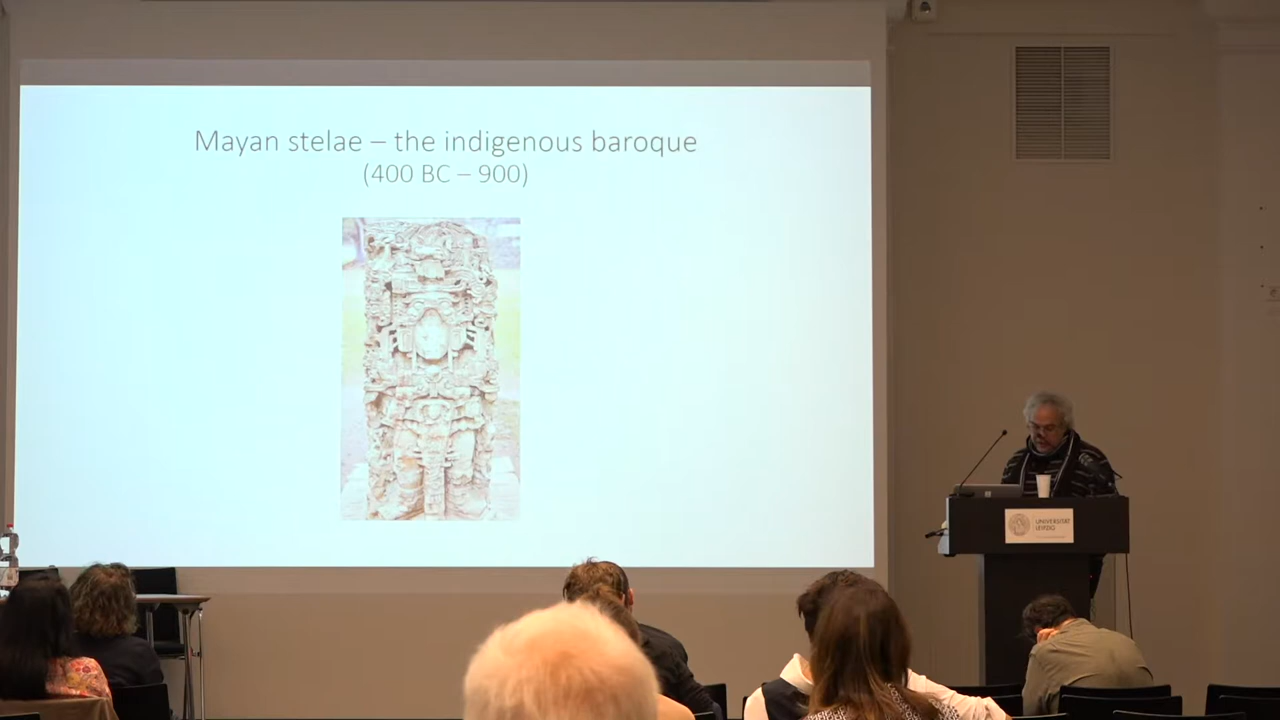 Mayan stelae – the indigenous baroque
(400 BC – 900)
UNIVERSITÄT
LEIPZIG